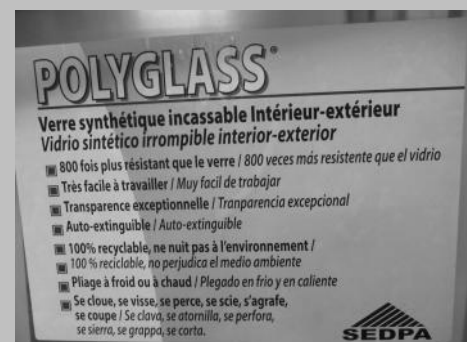 POLYGLASS®
Verre synthétique incassable Intérieur-extérieur
Vidrio sintético irrompible interior-exterior
800 fois plus résistant que le verre / 800 veces más resistente que el vidrio
Très facile à travailler / Muy facil de trabajar
Transparence exceptionnelle / Tranparencia excepcional
Auto-extinguible / Auto-extinguible
100% recyclable, ne nuit pas à l'environnement /
100 % reciclable, no perjudica el medio ambiente
Pliage à froid ou à chaud / Plegado en frio y en caliente
Se cloue, se visse, se perce, se scie, s'agrafe,
se coupe / Se clava, se atornilla, se perfora,
se sierra, se grappa, se corta.
SEDPA